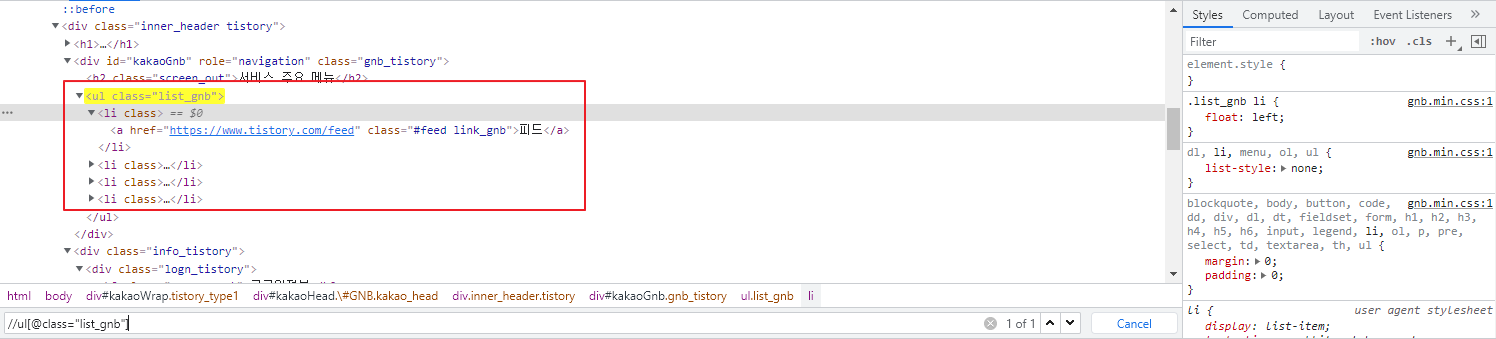 ::before
<div class="inner_header tistory">
<h1>…</h1>
<div id="kakaoGnb" role="navigation" class="gnb_tistory">
<h2 class="screen_out">서비스 주요 메뉴</h2>
<ul class="list_gnb">
<li class> == $0
<a href="https://www.tistory.com/feed" class="#feed link_gnb">피드</a>
</li>
<li class>…</li>
<li class>…</li>
<li class>…</li>
</ul>
</div>
<div class="info_tistory">
<div class="logn_tistory">
html body div#kakaoWrap.tistory_type1 div#kakaoHead.\#GNB.kakao_head div.inner_header.tistory div#kakaoGnb.gnb_tistory ul.list_gnb li
//ul[@class="list_gnb"] 1 of 1 Cancel
Styles Computed Layout Event Listeners »
Filter :hov .cls +
element.style {
}
.list_gnb li { gnb.min.css:1
float: left;
}
dl, li, menu, ol, ul { gnb.min.css:1
list-style: none;
}
blockquote, body, button, code, gnb.min.css:1
dd, div, dl, dt, fieldset, form, h1, h2, h3,
h4, h5, h6, input, legend, li, ol, p, pre,
select, td, textarea, th, ul {
margin: 0;
padding: 0;
}
li { user agent stylesheet
display: list-item;